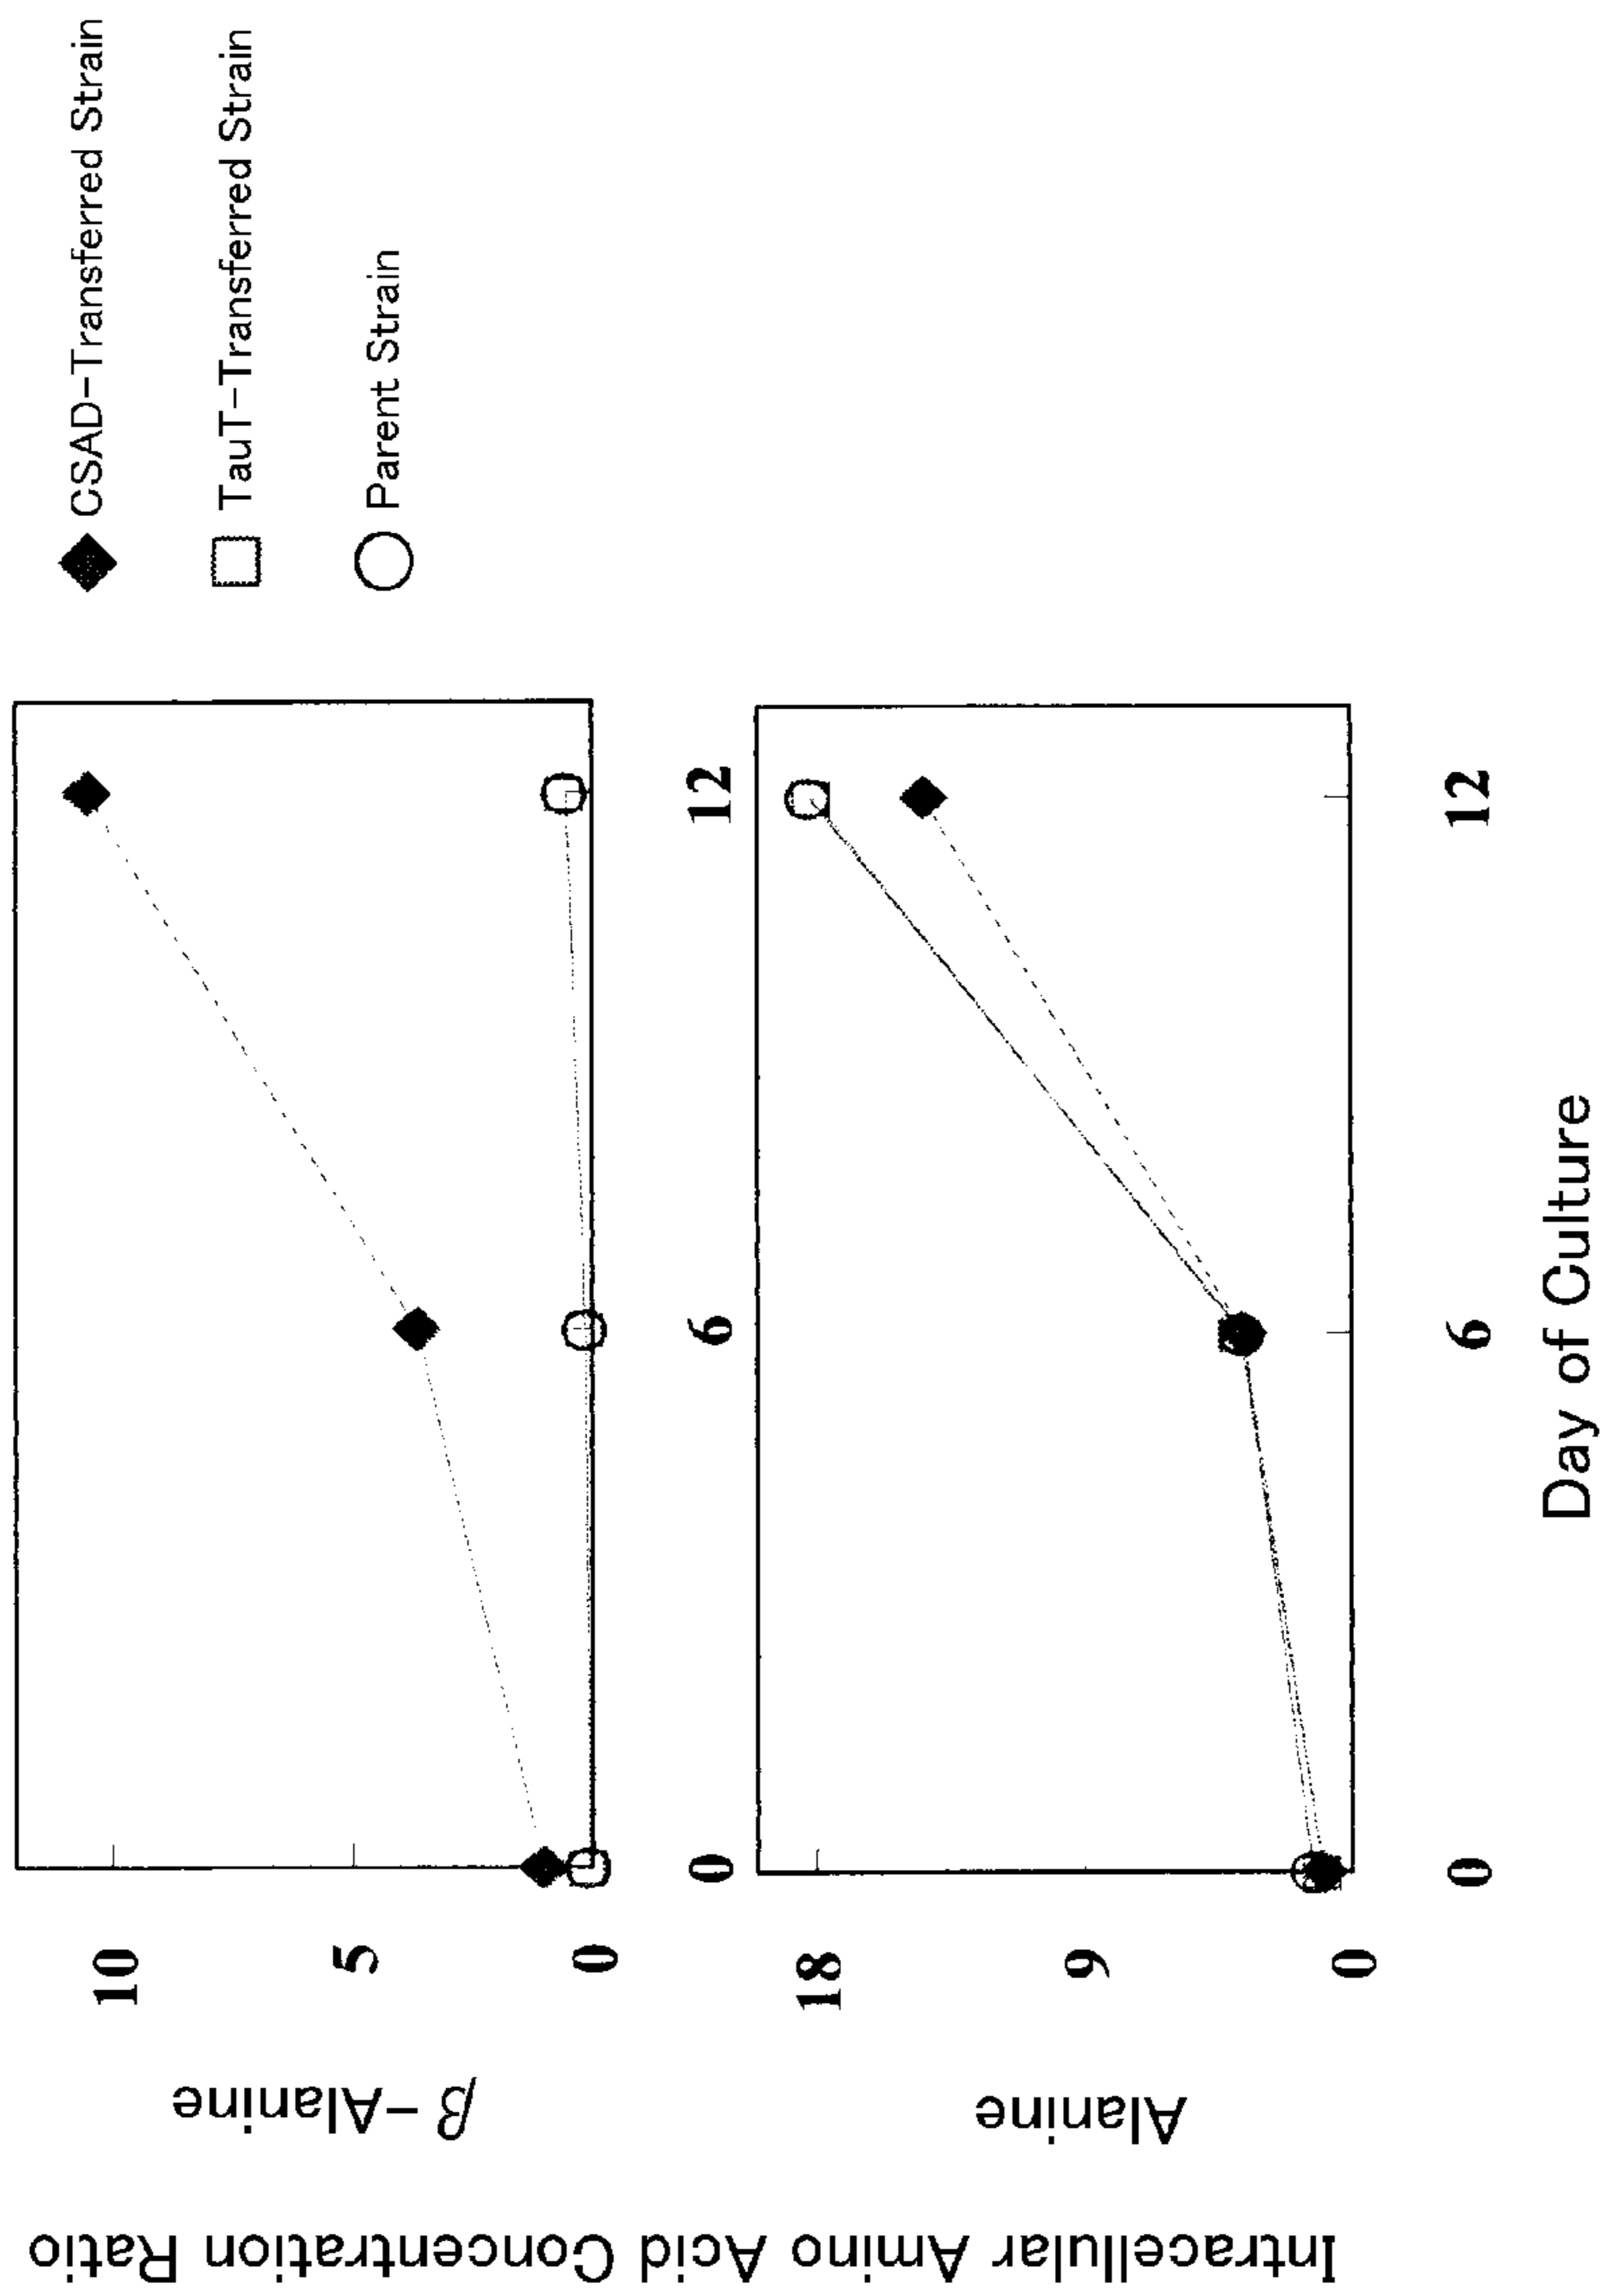 Intracellular Amino Acid Concentration Ratio
β-Alanine
10
5
0
0
6
12
Alanine
18
9
0
0
6
12
Day of Culture
CSAD-Transferred Strain
TauT-Transferred Strain
Parent Strain